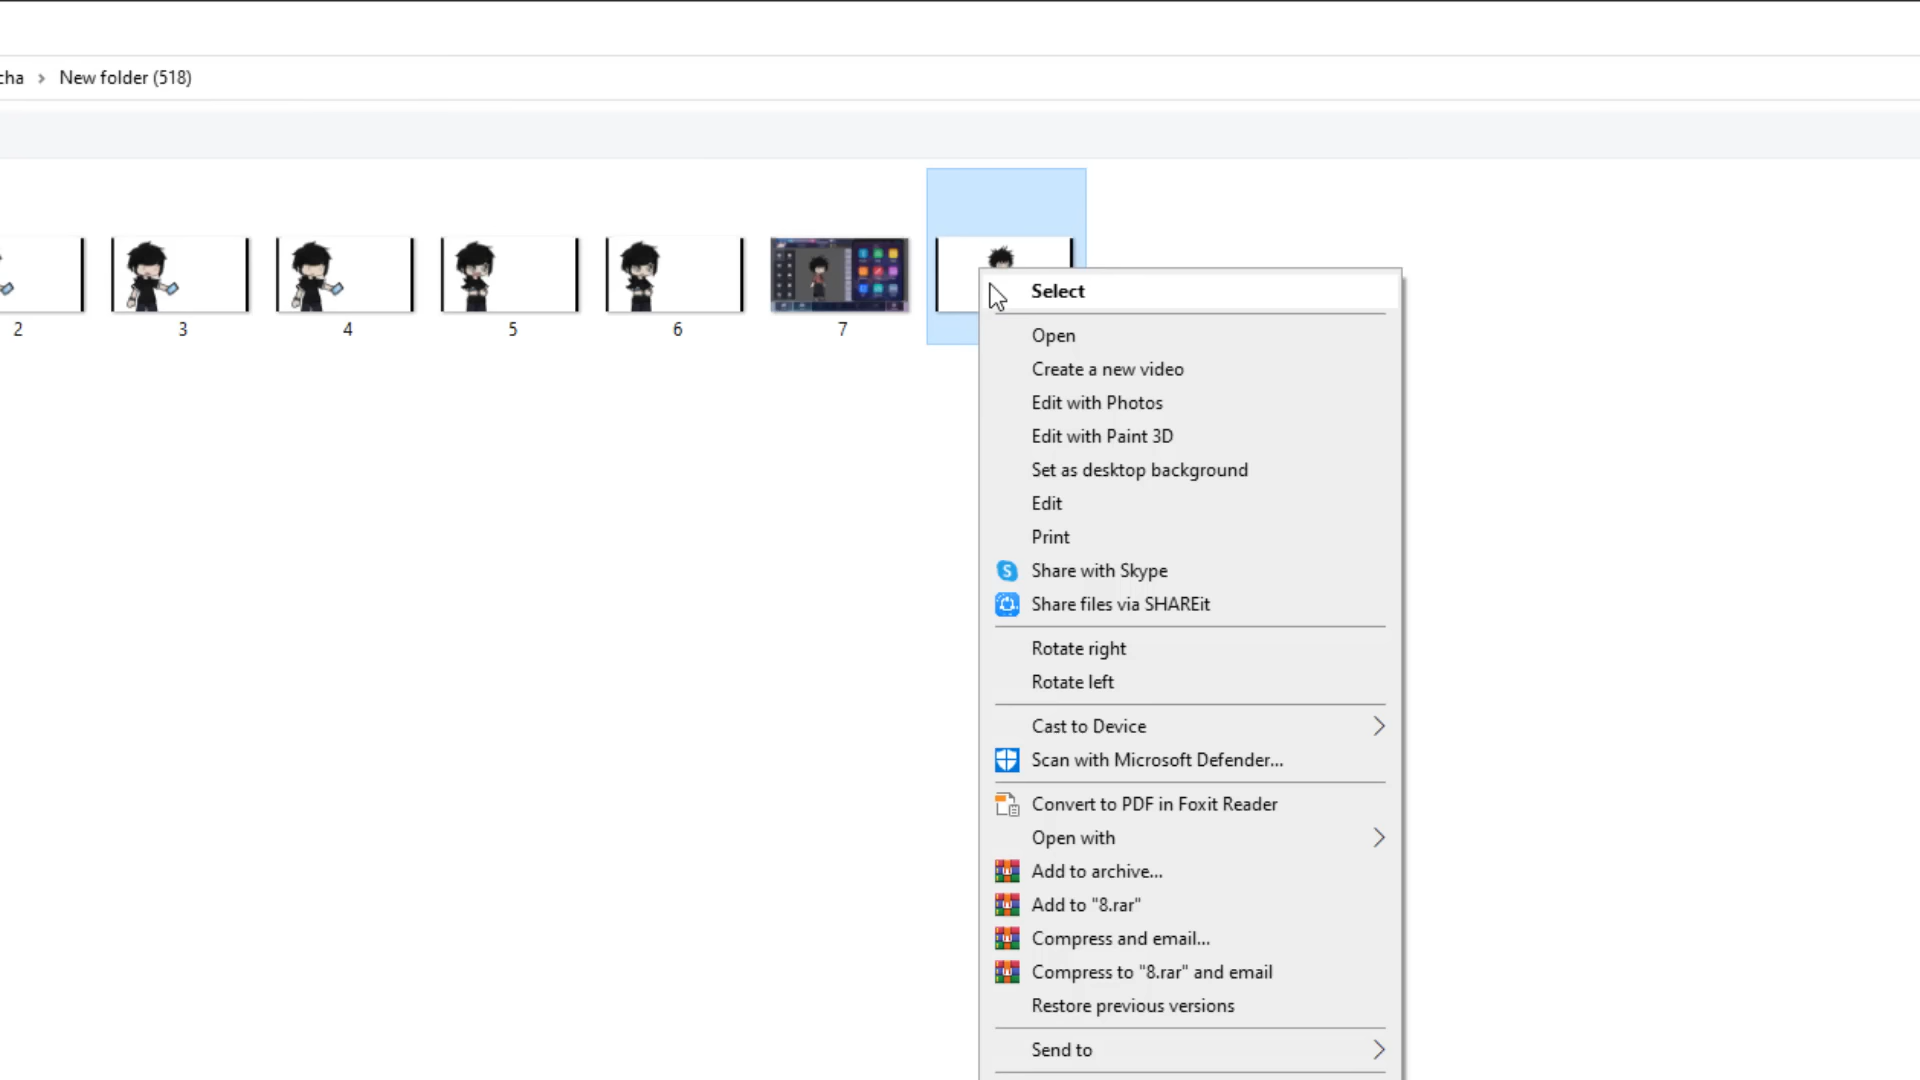 cha > New folder (518)
2
3
4
5
6
7
Select
Open
Create a new video
Edit with Photos
Edit with Paint 3D
Set as desktop background
Edit
Print
Share with Skype
Share files via SHAREit
Rotate right
Rotate left
Cast to Device
Scan with Microsoft Defender...
Convert to PDF in Foxit Reader
Open with
Add to archive...
Add to "8.rar"
Compress and email...
Compress to "8.rar" and email
Restore previous versions
Send to